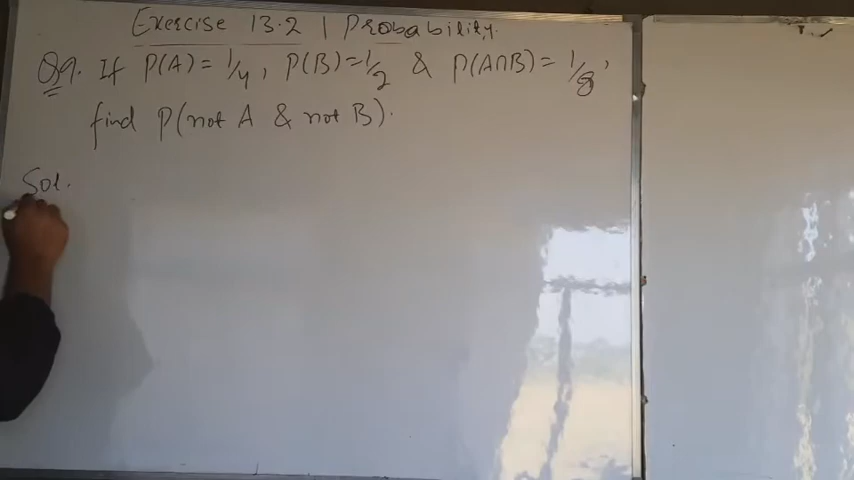 Exercise 13.2 | Probability.
Q9. If P(A) = 1/4, P(B) = 1/2 & P(A∩B) = 1/8,
find P(not A & not B).
Sol.